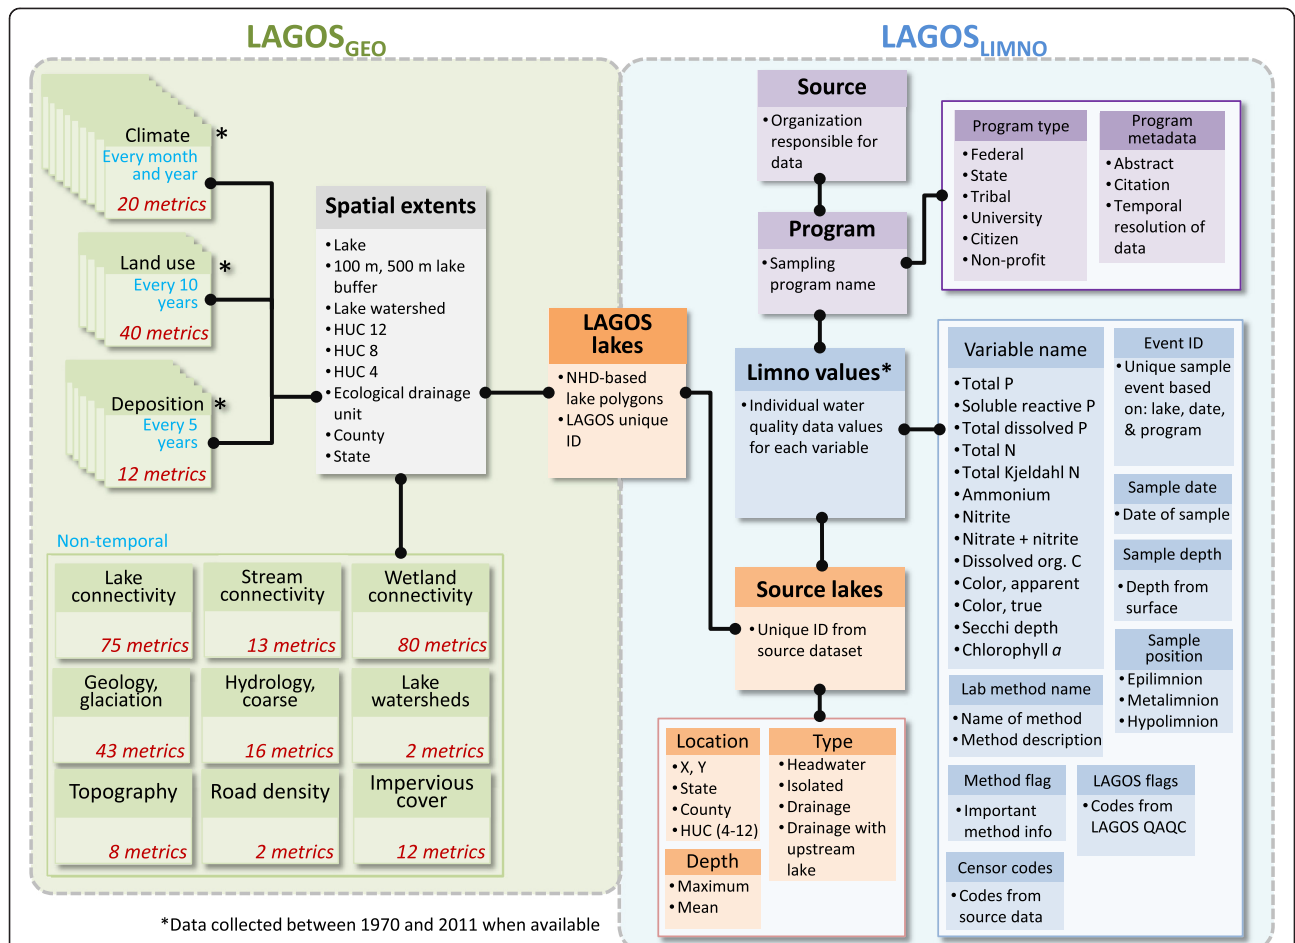 LAGOSGEO
LAGOSLIMNO
Climate *
Every month
and year
20 metrics
Land use *
Every 10
years
40 metrics
Deposition *
Every 5
years
12 metrics
Spatial extents
• Lake
• 100 m, 500 m lake
buffer
• Lake watershed
• HUC 12
• HUC 8
• HUC 4
• Ecological drainage
unit
• County
• State
Non-temporal
Lake
connectivity
75 metrics
Stream
connectivity
13 metrics
Wetland
connectivity
80 metrics
Geology,
glaciation
43 metrics
Hydrology,
coarse
16 metrics
Lake
watersheds
2 metrics
Topography
8 metrics
Road density
2 metrics
Impervious
cover
12 metrics
*Data collected between 1970 and 2011 when available
LAGOS
lakes
• NHD-based
lake polygons
• LAGOS unique
ID
Source
• Organization
responsible for
data
Program
• Sampling
program name
Program type
• Federal
• State
• Tribal
• University
• Citizen
• Non-profit
Program
metadata
• Abstract
• Citation
• Temporal
resolution of
data
Limno values*
• Individual water
quality data values
for each variable
Source lakes
• Unique ID from
source dataset
Location
• X, Y
• State
• County
• HUC (4-12)
Depth
• Maximum
• Mean
Type
• Headwater
• Isolated
• Drainage
• Drainage with
upstream
lake
Variable name
• Total P
• Soluble reactive P
• Total dissolved P
• Total N
• Total Kjeldahl N
• Ammonium
• Nitrite
• Nitrate + nitrite
• Dissolved org. C
• Color, apparent
• Color, true
• Secchi depth
• Chlorophyll a
Lab method name
• Name of method
• Method description
Method flag
• Important
method info
Censor codes
• Codes from
source data
Event ID
• Unique sample
event based
on: lake, date,
& program
Sample date
• Date of sample
Sample depth
• Depth from
surface
Sample
position
• Epilimnion
• Metalimnion
• Hypolimnion
LAGOS flags
• Codes from
LAGOS QAQC